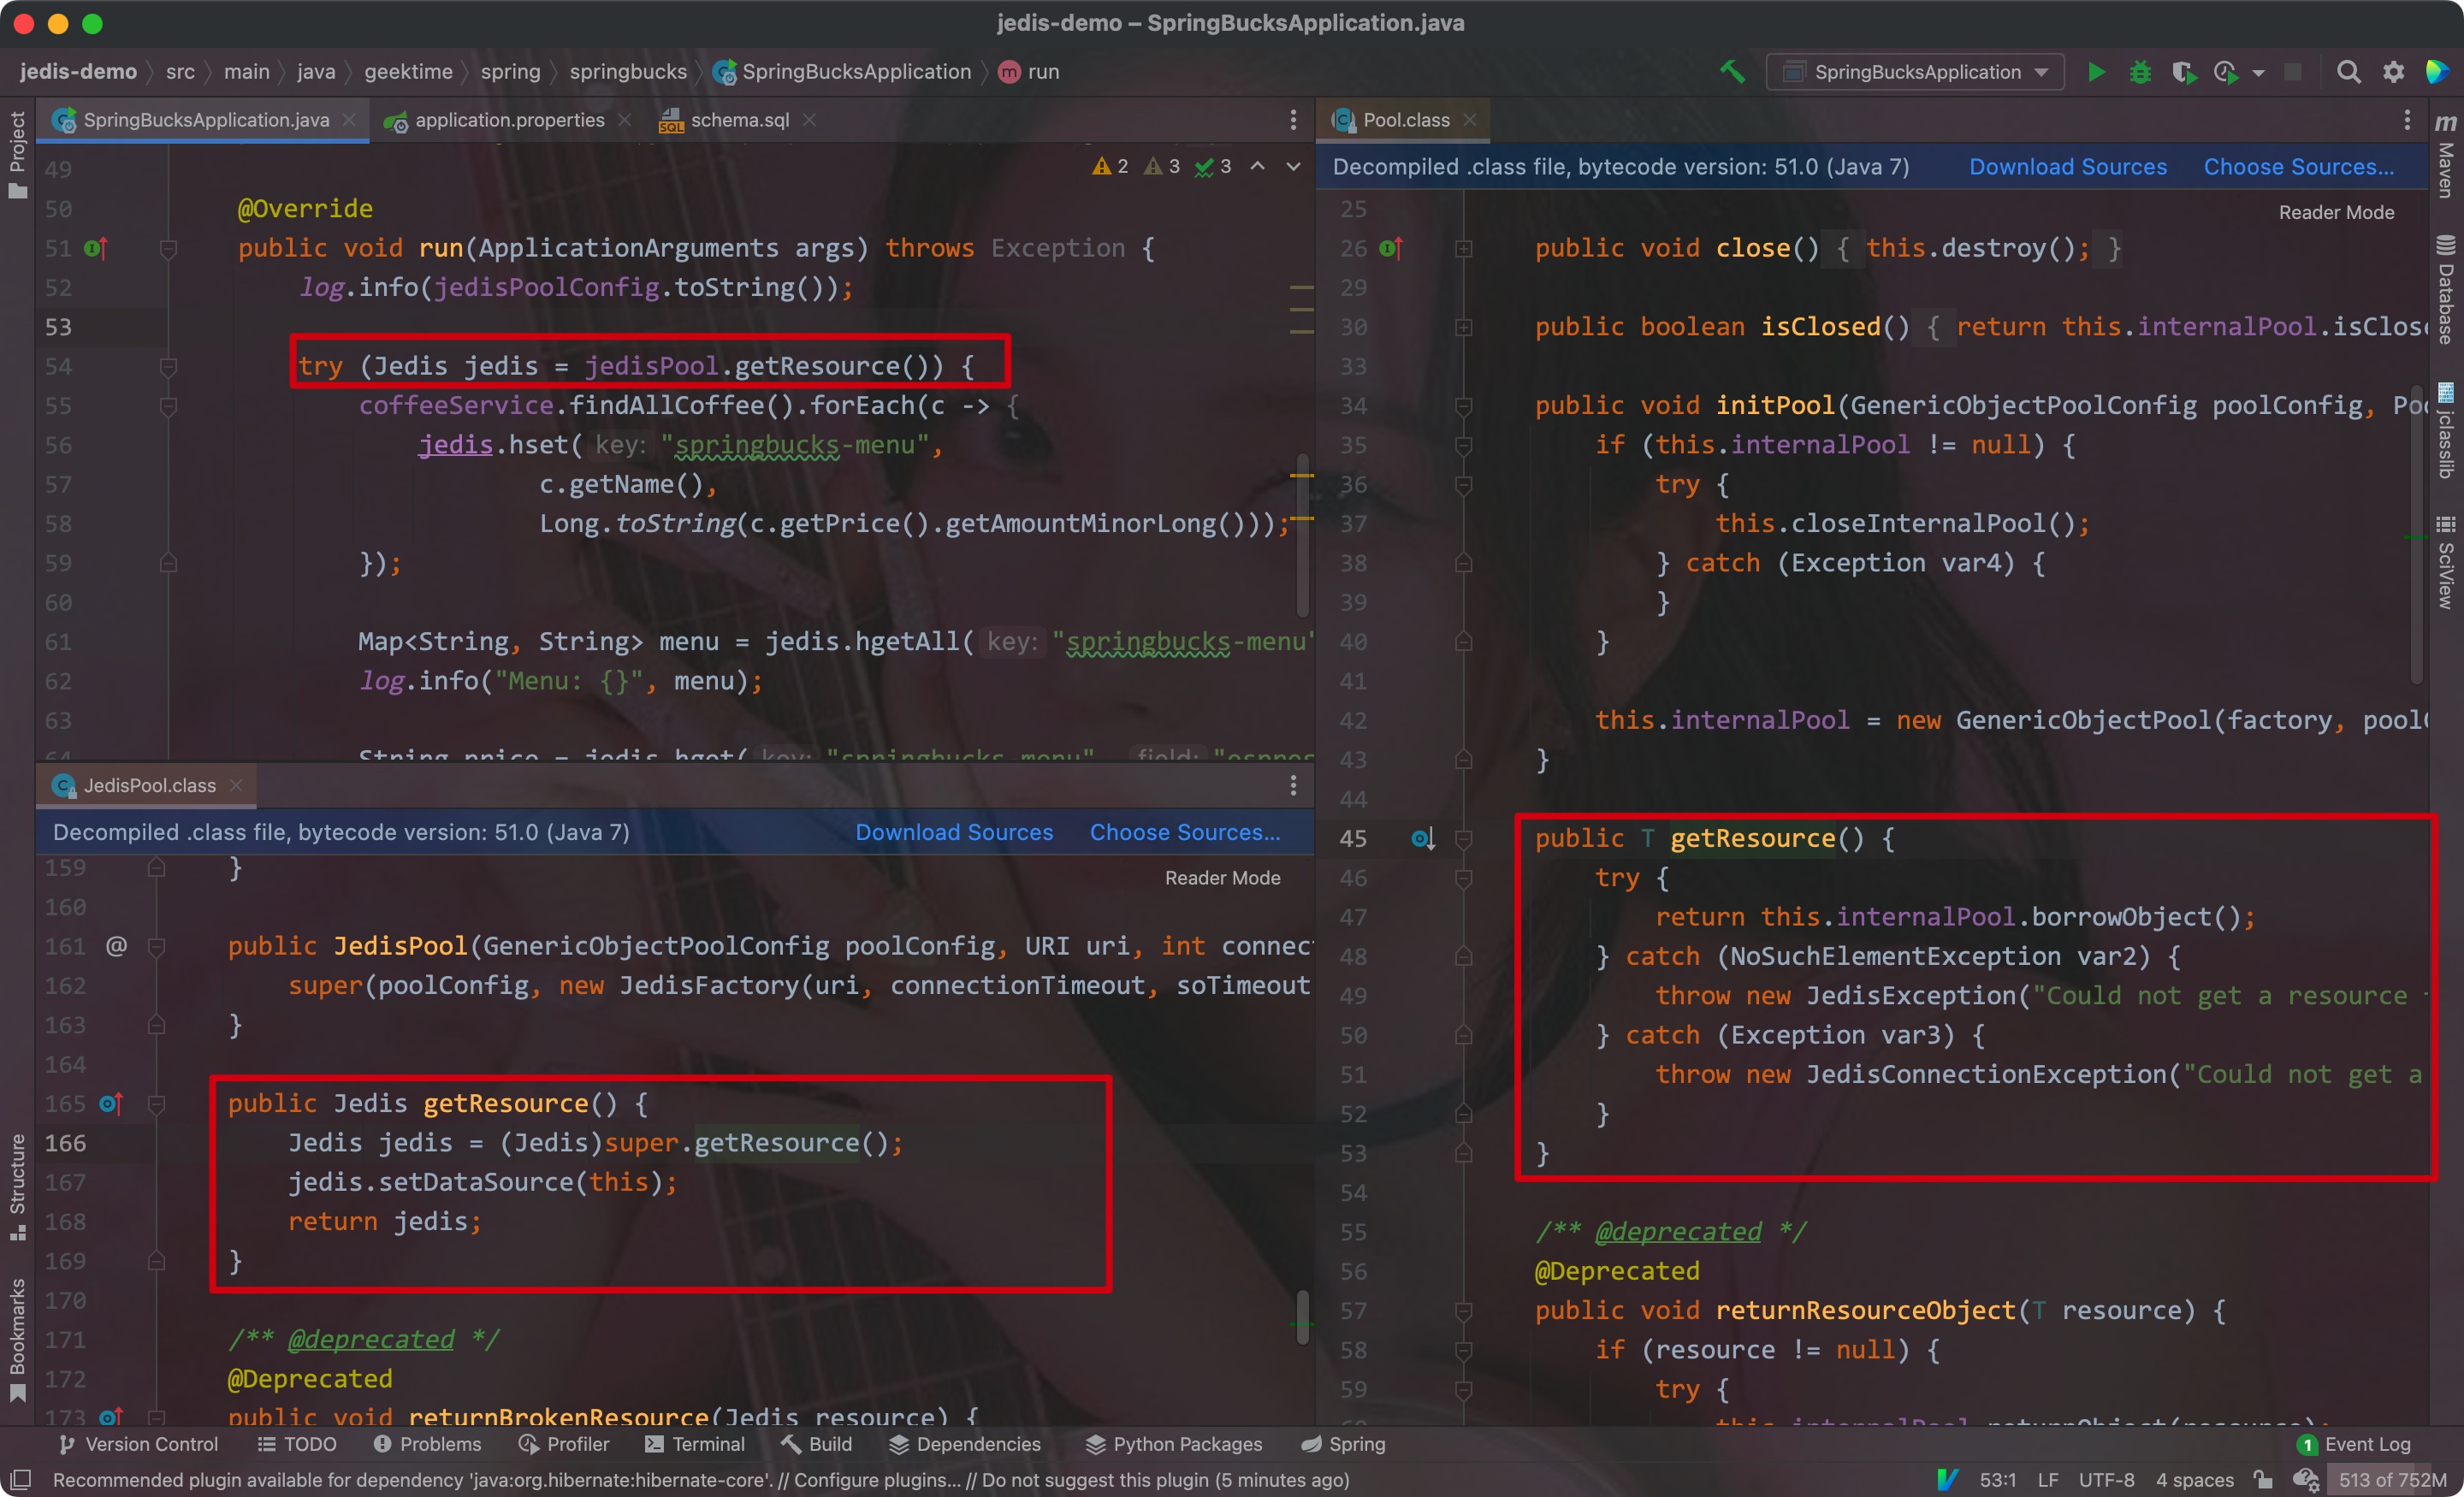 jedis-demo – SpringBucksApplication.java
jedis-demo
src
main
java
geektime
spring
springbucks
SpringBucksApplication
m run
SpringBucksApplication
Project
SpringBucksApplication.java
application.properties
schema.sql
2 3 3
49
50 @Override
51 public void run(ApplicationArguments args) throws Exception {
52 log.info(jedisPoolConfig.toString());
53
54 try (Jedis jedis = jedisPool.getResource()) {
55 coffeeService.findAllCoffee().forEach(c -> {
56 jedis.hset( key: "springbucks-menu",
57 c.getName(),
58 Long.toString(c.getPrice().getAmountMinorLong()));
59 });
60
61 Map<String, String> menu = jedis.hgetAll( key: "springbucks-menu"
62 log.info("Menu: {}", menu);
63
64 String price = jedis.hget( key: "springbucks-menu", field:
JedisPool.class
Decompiled .class file, bytecode version: 51.0 (Java 7) Download Sources Choose Sources...
Reader Mode
159 }
160
161 @ public JedisPool(GenericObjectPoolConfig poolConfig, URI uri, int connec
162 super(poolConfig, new JedisFactory(uri, connectionTimeout, soTimeout
163 }
164
165 public Jedis getResource() {
166 Jedis jedis = (Jedis)super.getResource();
167 jedis.setDataSource(this);
168 return jedis;
169 }
170
171 /** @deprecated */
172 @Deprecated
173 public void returnBrokenResource(Jedis resource) {
Pool.class
Decompiled .class file, bytecode version: 51.0 (Java 7) Download Sources Choose Sources...
Reader Mode
25
26 public void close() { this.destroy(); }
29
30 public boolean isClosed() { return this.internalPool.isClose
33
34 public void initPool(GenericObjectPoolConfig poolConfig, Poo
35 if (this.internalPool != null) {
36 try {
37 this.closeInternalPool();
38 } catch (Exception var4) {
39 }
40 }
41
42 this.internalPool = new GenericObjectPool(factory, pool
43 }
44
45 public T getResource() {
46 try {
47 return this.internalPool.borrowObject();
48 } catch (NoSuchElementException var2) {
49 throw new JedisException("Could not get a resource
50 } catch (Exception var3) {
51 throw new JedisConnectionException("Could not get a
52 }
53 }
54
55 /** @deprecated */
56 @Deprecated
57 public void returnResourceObject(T resource) {
58 if (resource != null) {
59 try {
this.internalPool.returnObject(resource);
m Maven
Database
jclasslib
SciView
Structure
Bookmarks
Version Control TODO Problems Profiler Terminal Build Dependencies Python Packages Spring 1 Event Log
Recommended plugin available for dependency 'java:org.hibernate:hibernate-core'. // Configure plugins... // Do not suggest this plugin (5 minutes ago) 53:1 LF UTF-8 4 spaces 513 of 752M